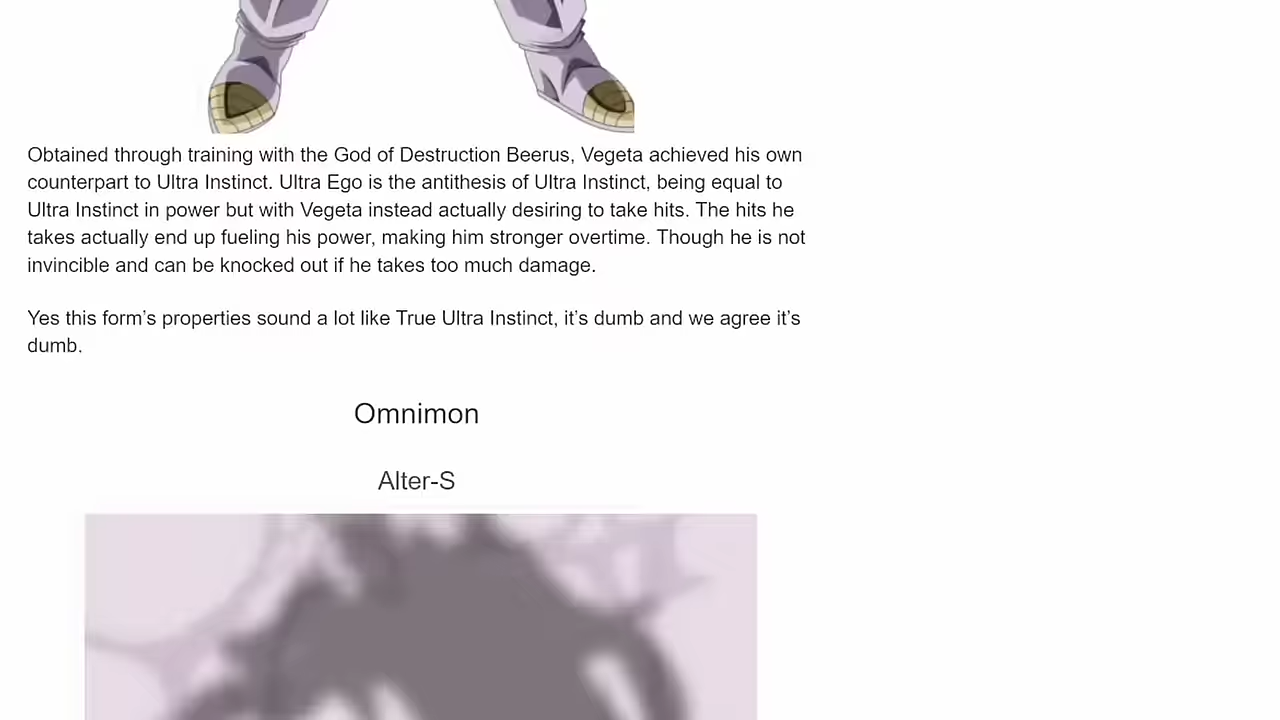 Obtained through training with the God of Destruction Beerus, Vegeta achieved his own
counterpart to Ultra Instinct. Ultra Ego is the antithesis of Ultra Instinct, being equal to
Ultra Instinct in power but with Vegeta instead actually desiring to take hits. The hits he
takes actually end up fueling his power, making him stronger overtime. Though he is not
invincible and can be knocked out if he takes too much damage.
Yes this form’s properties sound a lot like True Ultra Instinct, it’s dumb and we agree it’s
dumb.
Omnimon
Alter-S